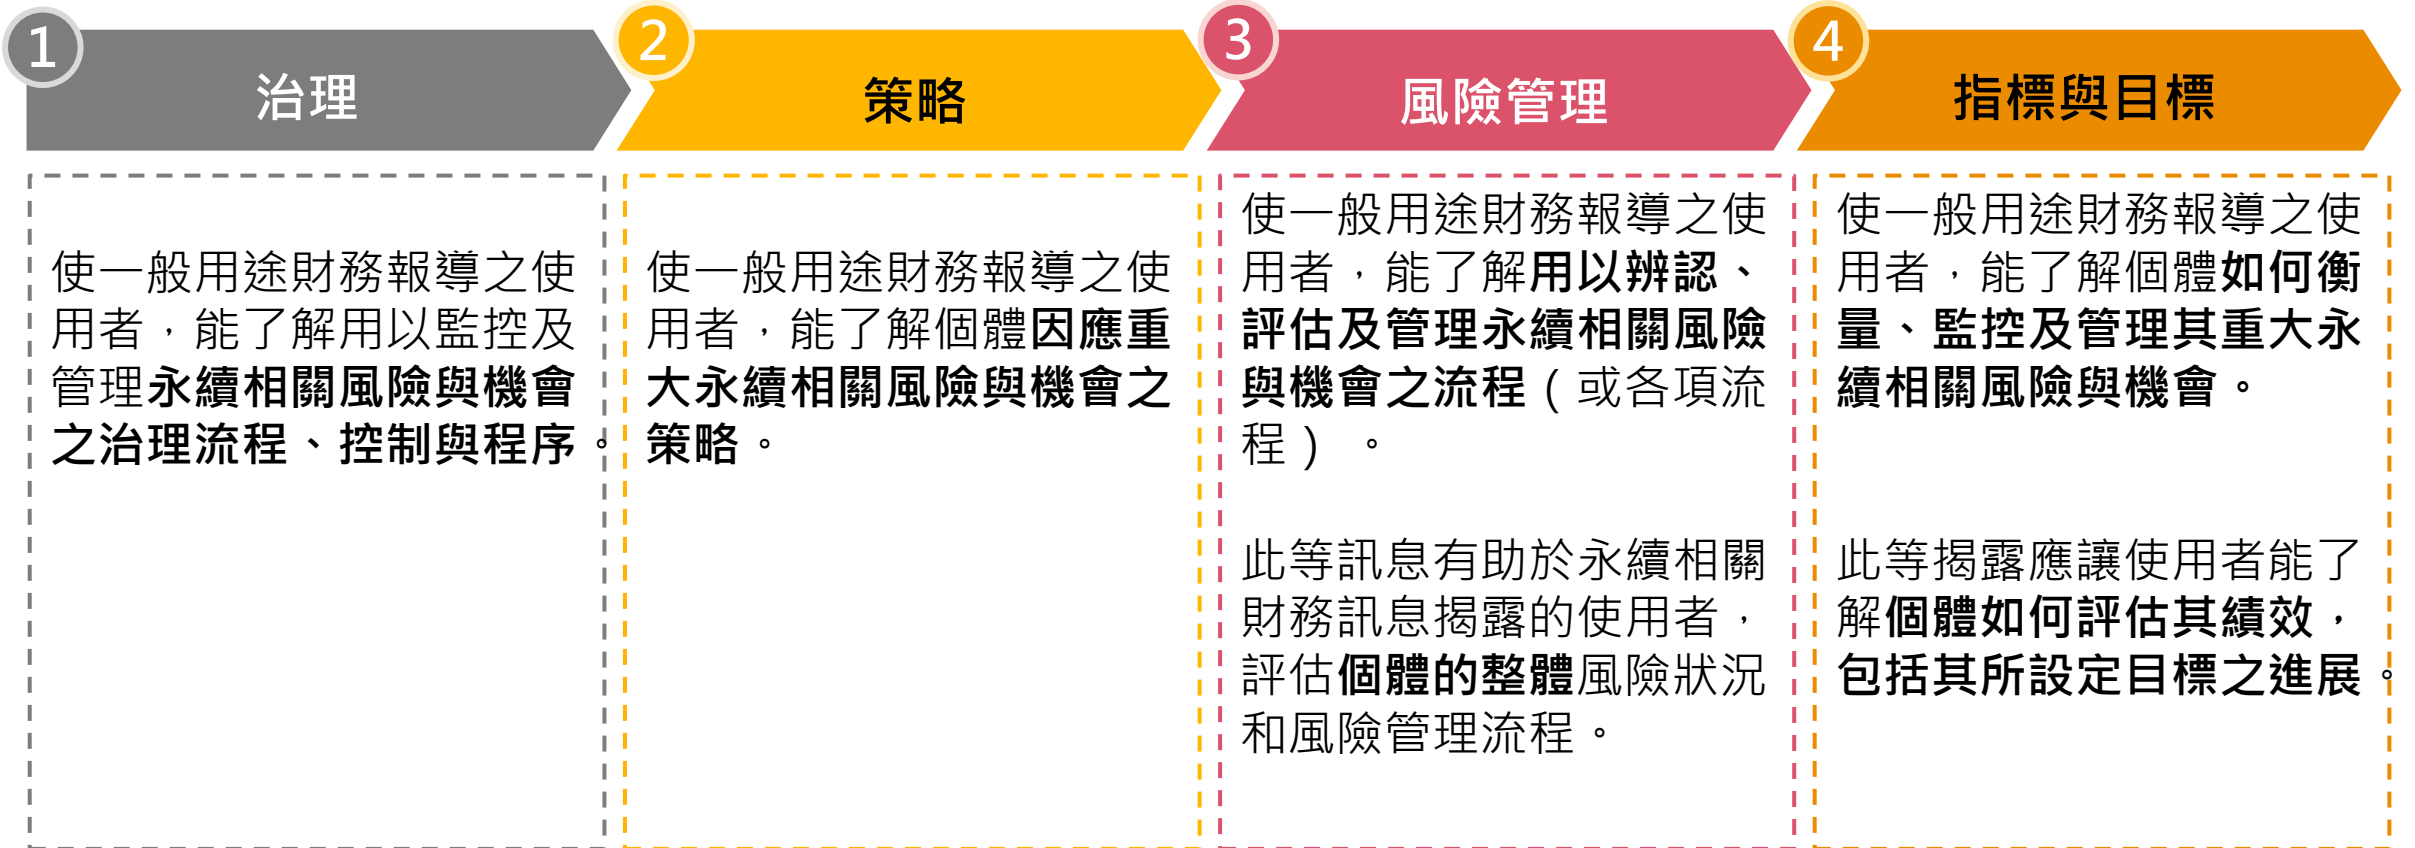 1
治理
使一般用途財務報導之使
用者，能了解用以監控及
管理永續相關風險與機會
之治理流程、控制與程序。
2
策略
使一般用途財務報導之使
用者，能了解個體因應重
大永續相關風險與機會之
策略。
3
風險管理
使一般用途財務報導之使
用者，能了解用以辨認、
評估及管理永續相關風險
與機會之流程（或各項流
程）。
此等訊息有助於永續相關
財務訊息揭露的使用者，
評估個體的整體風險狀況
和風險管理流程。
4
指標與目標
使一般用途財務報導之使
用者，能了解個體如何衡
量、監控及管理其重大永
續相關風險與機會。
此等揭露應讓使用者能了
解個體如何評估其績效，
包括其所設定目標之進展。